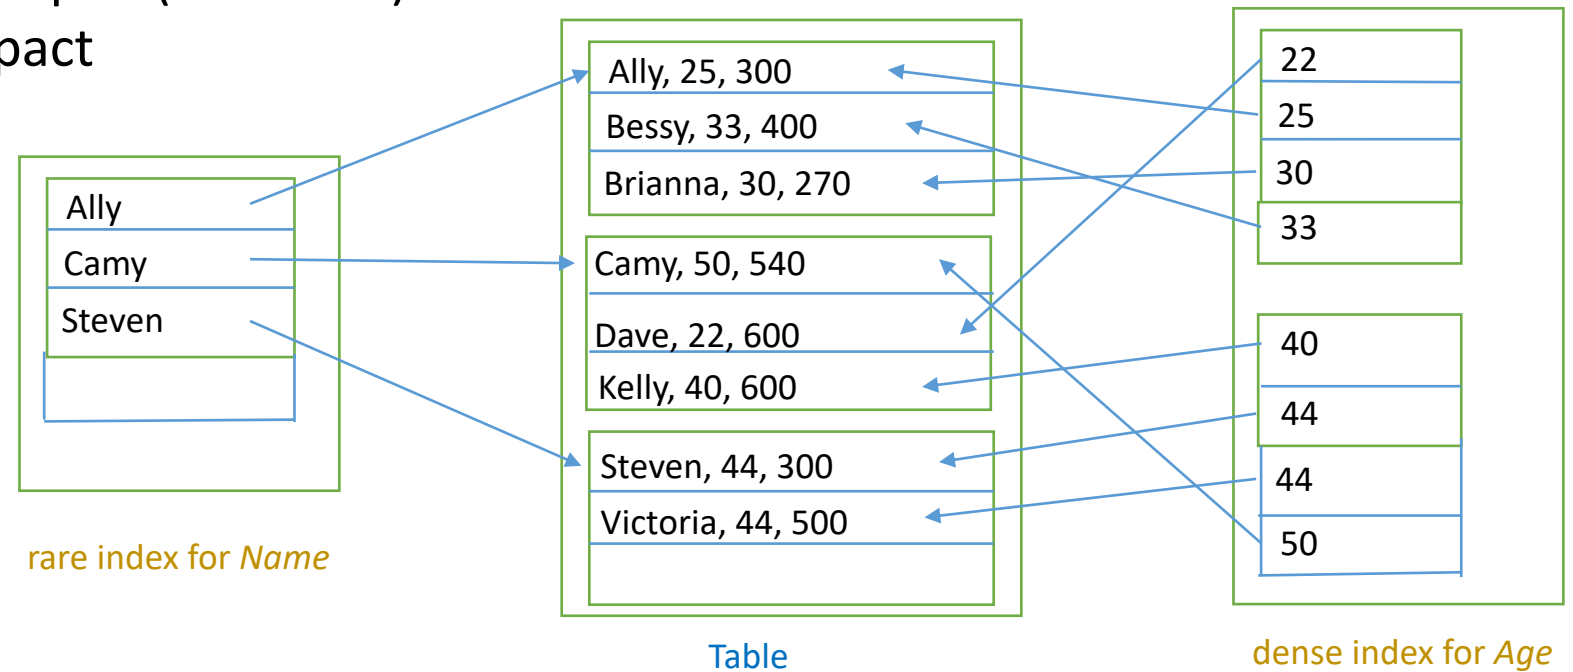 pact
Ally
Camy
Steven
rare index for Name
Ally, 25, 300
Bessy, 33, 400
Brianna, 30, 270
Camy, 50, 540
Dave, 22, 600
Kelly, 40, 600
Steven, 44, 300
Victoria, 44, 500
Table
22
25
30
33
40
44
44
50
dense index for Age